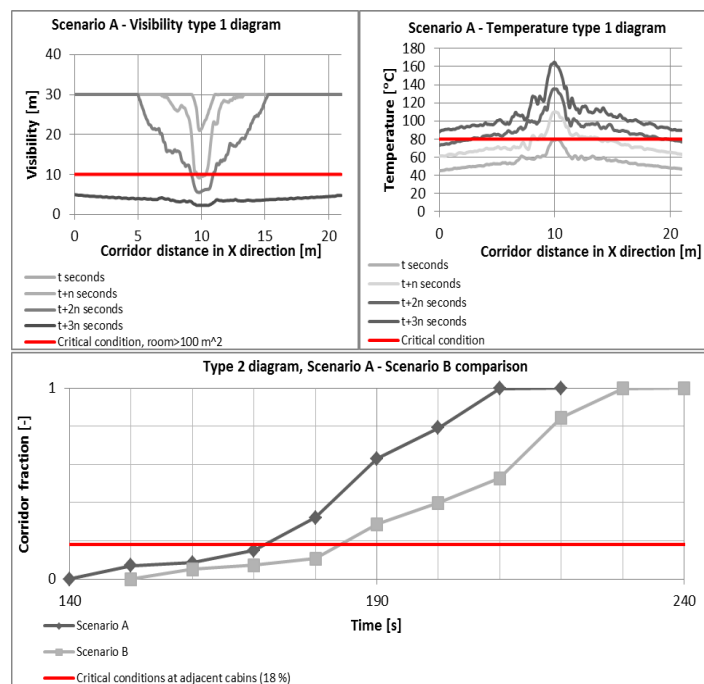 Scenario A - Visibility type 1 diagram
40
30
20
10
0
Visibility [m]
0 5 10 15 20
Corridor distance in X direction [m]
t seconds
t+n seconds
t+2n seconds
t+3n seconds
Critical condition, room>100 m^2
Scenario A - Temperature type 1 diagram
180
160
140
120
100
80
60
40
20
0
Temperature [°C]
0 10 20
Corridor distance in X direction [m]
t seconds
t+n seconds
t+2n seconds
t+3n seconds
Critical condition
Type 2 diagram, Scenario A - Scenario B comparison
1
0
Corridor fraction [-]
140 190 240
Time [s]
Scenario A
Scenario B
Critical conditions at adjacent cabins (18 %)